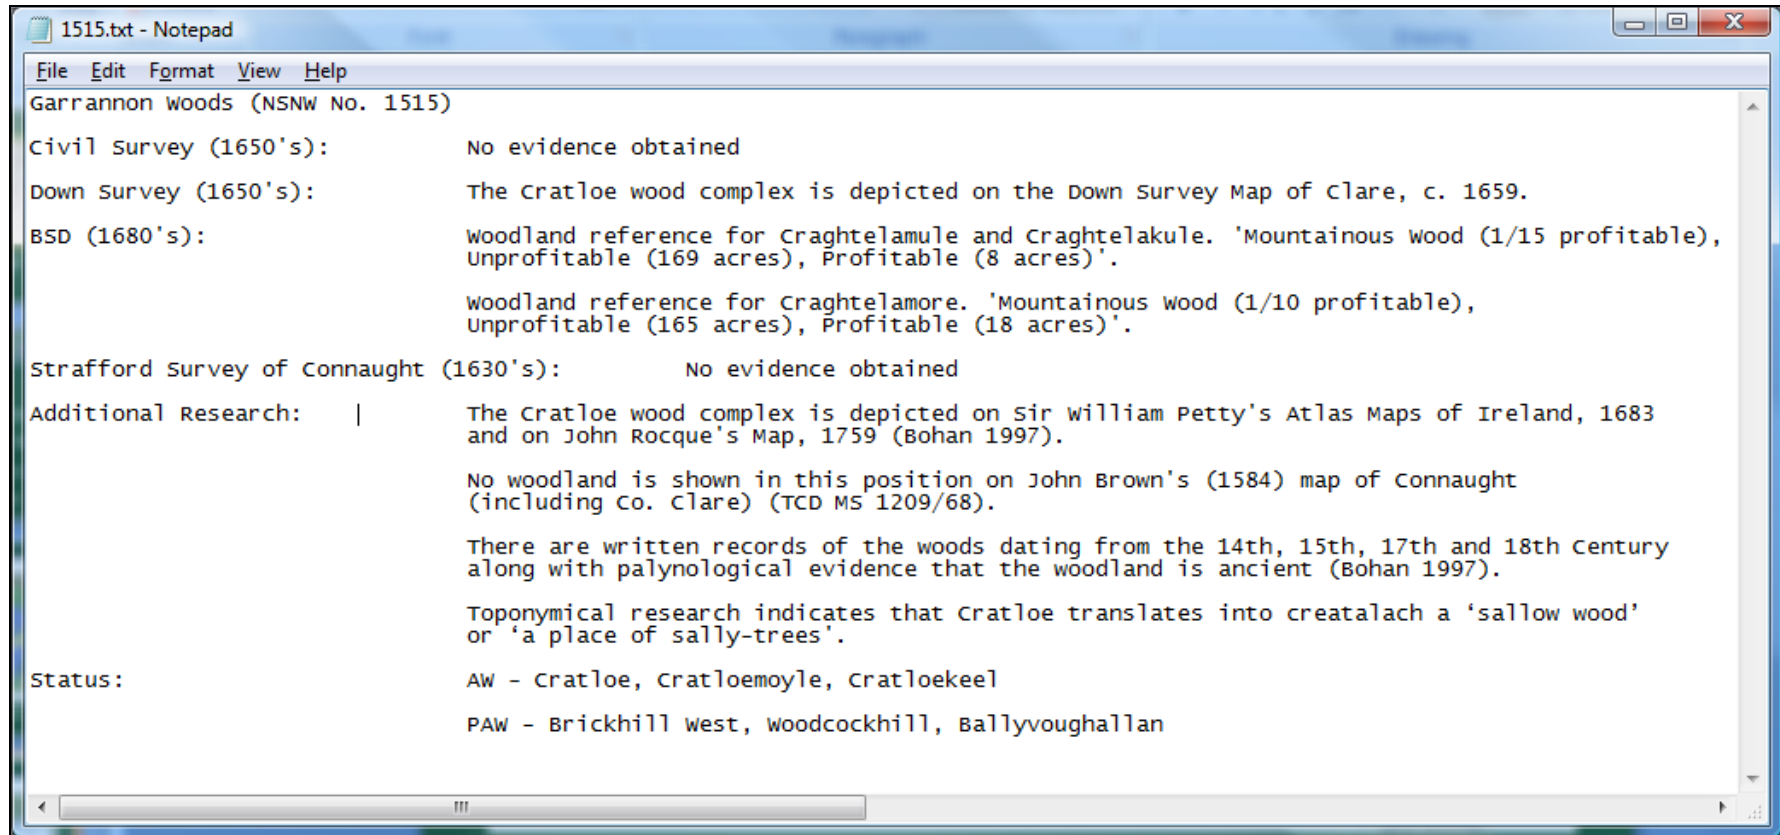 1515.txt - Notepad
File Edit Format View Help
Garrannon Woods (NSNW No. 1515)
Civil Survey (1650's): No evidence obtained
Down Survey (1650's): The Cratloe wood complex is depicted on the Down Survey Map of Clare, c. 1659.
BSD (1680's): Woodland reference for Craghtelamule and Craghtelakule. 'Mountainous Wood (1/15 profitable),
Unprofitable (169 acres), Profitable (8 acres)'.
Woodland reference for Craghtelamore. 'Mountainous Wood (1/10 profitable),
Unprofitable (165 acres), Profitable (18 acres)'.
Strafford Survey of Connaught (1630's): No evidence obtained
Additional Research: The Cratloe wood complex is depicted on Sir William Petty's Atlas Maps of Ireland, 1683
and on John Rocque's Map, 1759 (Bohan 1997).
No woodland is shown in this position on John Brown's (1584) map of Connaught
(including Co. Clare) (TCD MS 1209/68).
There are written records of the woods dating from the 14th, 15th, 17th and 18th Century
along with palynological evidence that the woodland is ancient (Bohan 1997).
Toponymical research indicates that Cratloe translates into creatalach a ‘sallow wood’
or ‘a place of sally-trees'.
Status: AW - Cratloe, Cratloemoyle, Cratloekeel
PAW - Brickhill West, Woodcockhill, Ballyvoughallan